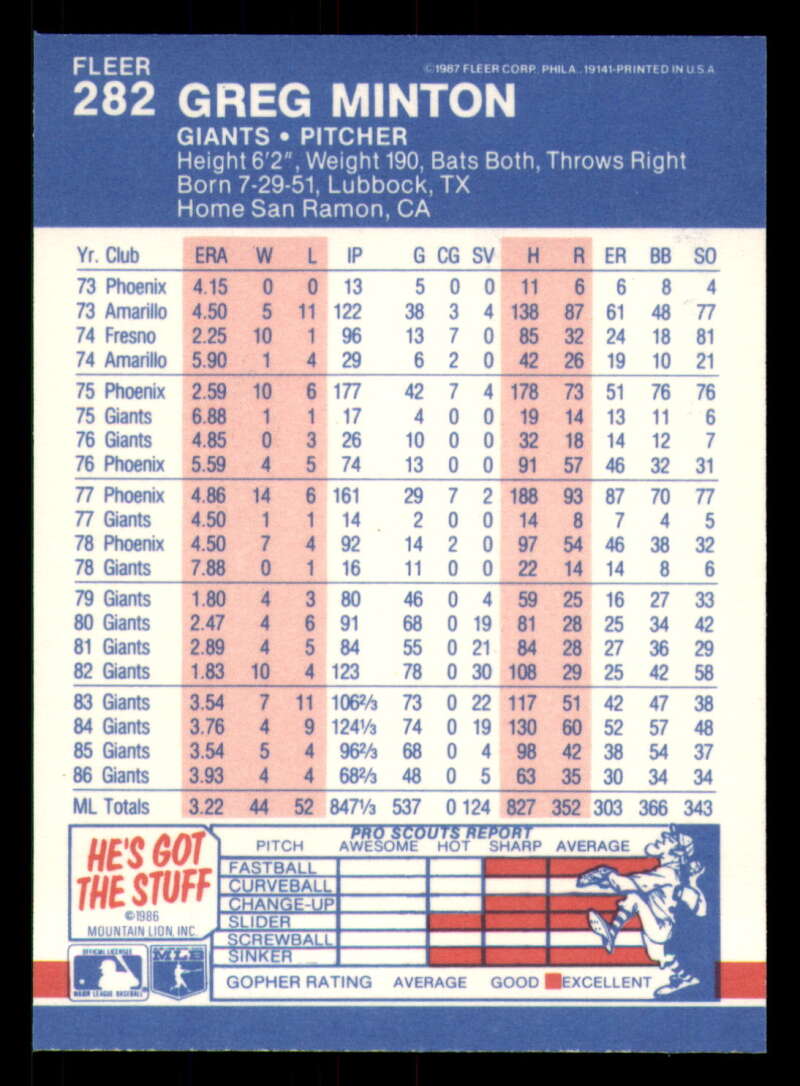 FLEER
©1987 FLEER CORP. PHILA. 19141-PRINTED IN U.S.A
282 GREG MINTON
GIANTS • PITCHER
Height 6'2", Weight 190, Bats Both, Throws Right
Born 7-29-51, Lubbock, TX
Home San Ramon, CA
Yr. Club ERA W L IP G CG SV H R ER BB SO
73 Phoenix 4.15 0 0 13 5 0 0 11 6 6 8 4
73 Amarillo 4.50 5 11 122 38 3 4 138 87 61 48 77
74 Fresno 2.25 10 1 96 13 7 0 85 32 24 18 81
74 Amarillo 5.90 1 4 29 6 2 0 42 26 19 10 21
75 Phoenix 2.59 10 6 177 42 7 4 178 73 51 76 76
75 Giants 6.88 1 1 17 4 0 0 19 14 13 11 6
76 Giants 4.85 0 3 26 10 0 0 32 18 14 12 7
76 Phoenix 5.59 4 5 74 13 0 0 91 57 46 32 31
77 Phoenix 4.86 14 6 161 29 7 2 188 93 87 70 77
77 Giants 4.50 1 1 14 2 0 0 14 8 7 4 5
78 Phoenix 4.50 7 4 92 14 2 0 97 54 46 38 32
78 Giants 7.88 0 1 16 11 0 0 22 14 14 8 6
79 Giants 1.80 4 3 80 46 0 4 59 25 16 27 33
80 Giants 2.47 4 6 91 68 0 19 81 28 25 34 42
81 Giants 2.89 4 5 84 55 0 21 84 28 27 36 29
82 Giants 1.83 10 4 123 78 0 30 108 29 25 42 58
83 Giants 3.54 7 11 106⅔ 73 0 22 117 51 42 47 38
84 Giants 3.76 4 9 124⅓ 74 0 19 130 60 52 57 48
85 Giants 3.54 5 4 96⅔ 68 0 4 98 42 38 54 37
86 Giants 3.93 4 4 68⅔ 48 0 5 63 35 30 34 34
ML Totals 3.22 44 52 847⅓ 537 0 124 827 352 303 366 343
HE'S GOT
THE STUFF
©1986
MOUNTAIN LION, INC.
PRO SCOUTS REPORT
PITCH AWESOME HOT SHARP AVERAGE
FASTBALL
CURVEBALL
CHANGE-UP
SLIDER
SCREWBALL
SINKER
GOPHER RATING AVERAGE GOOD EXCELLENT
OFFICIAL LICENSEE
MAJOR LEAGUE BASEBALL
MLB